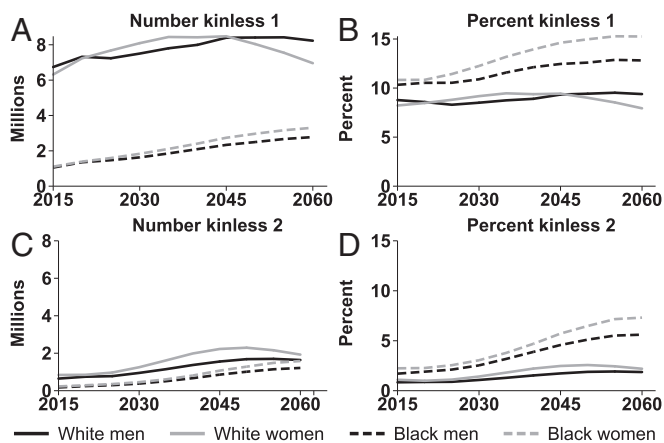 A
Number kinless 1
Millions
8
6
4
2
0
2015 2030 2045 2060
B
Percent kinless 1
Percent
15
10
5
0
2015 2030 2045 2060
C
Number kinless 2
Millions
8
6
4
2
0
2015 2030 2045 2060
D
Percent kinless 2
Percent
15
10
5
0
2015 2030 2045 2060
White men White women Black men Black women